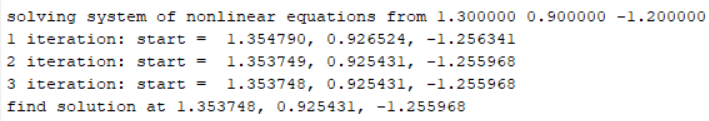 solving system of nonlinear equations from 1.300000 0.900000 -1.200000
1 iteration: start =  1.354790, 0.926524, -1.256341
2 iteration: start =  1.353749, 0.925431, -1.255968
3 iteration: start =  1.353748, 0.925431, -1.255968
find solution at 1.353748, 0.925431, -1.255968